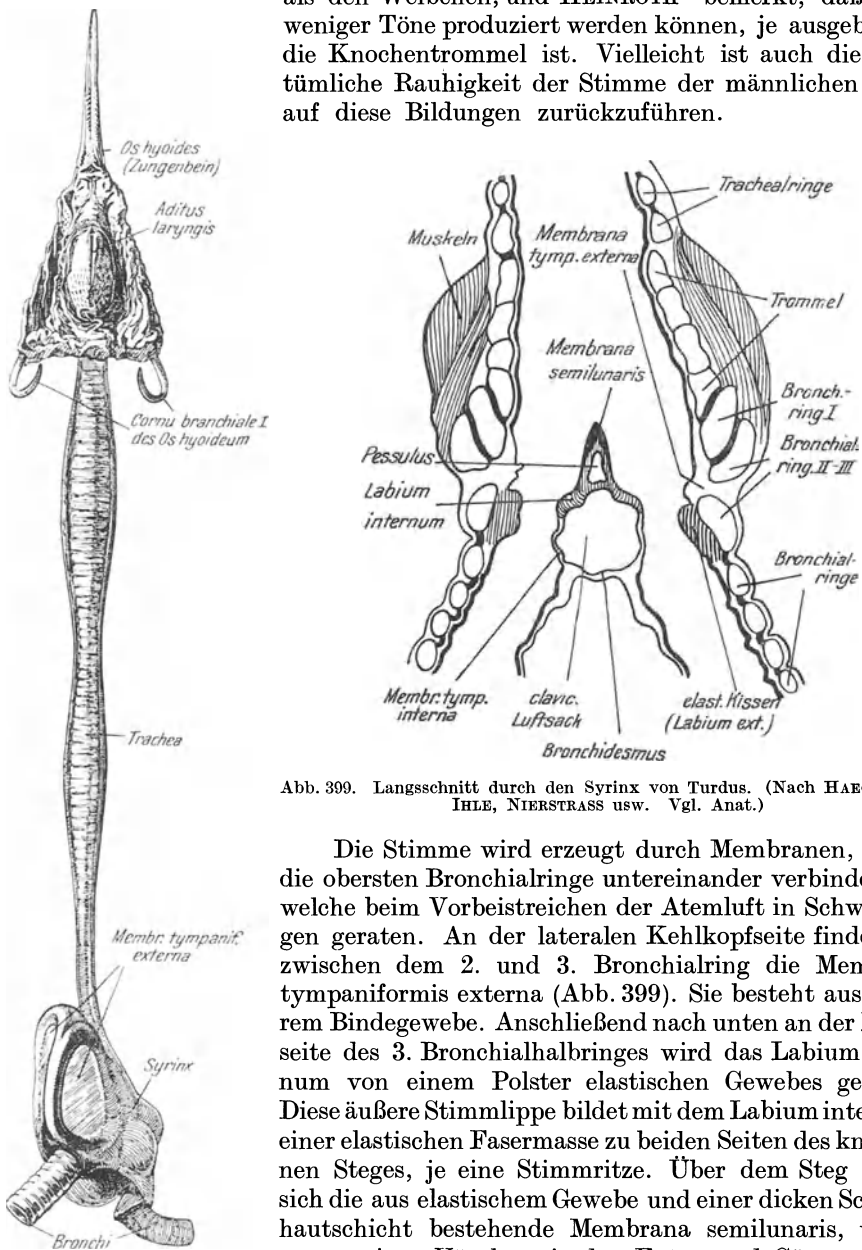 weniger Töne produziert werden können, je ausgeb
die Knochentrommel ist. Vielleicht ist auch die
tümliche Rauhigkeit der Stimme der männlichen
auf diese Bildungen zurückzuführen.
Os hyoides
(Zungenbein)
Aditus
laryngis
Cornu branchiale I
des Os hyoideum
Trachea
Membr. tympanif.
externa
Syrinx
Bronchi
Trachealringe
Muskeln
Membrana
tymp. externa
Trommel
Membrana
semilunaris
Bronch.-
ring I
Pessulus
Bronchial.
ring II-III
Labium
internum
Bronchial-
ringe
Membr. tymp.
interna
clavic.
Luftsack
elast. Kissen
(Labium ext.)
Bronchidesmus
Abb. 399. Langsschnitt durch den Syrinx von Turdus. (Nach HAE
IHLE, NIERSTRASS usw. Vgl. Anat.)
Die Stimme wird erzeugt durch Membranen,
die obersten Bronchialringe untereinander verbind
welche beim Vorbeistreichen der Atemluft in Schw
gen geraten. An der lateralen Kehlkopfseite find
zwischen dem 2. und 3. Bronchialring die Mem
tympaniformis externa (Abb. 399). Sie besteht aus
rem Bindegewebe. Anschließend nach unten an der
seite des 3. Bronchialhalbringes wird das Labium
num von einem Polster elastischen Gewebes ge
Diese äußere Stimmlippe bildet mit dem Labium inte
einer elastischen Fasermasse zu beiden Seiten des kn
nen Steges, je eine Stimmritze. Über dem Steg
sich die aus elastischem Gewebe und einer dicken Sc
hautschicht bestehende Membrana semilunaris,